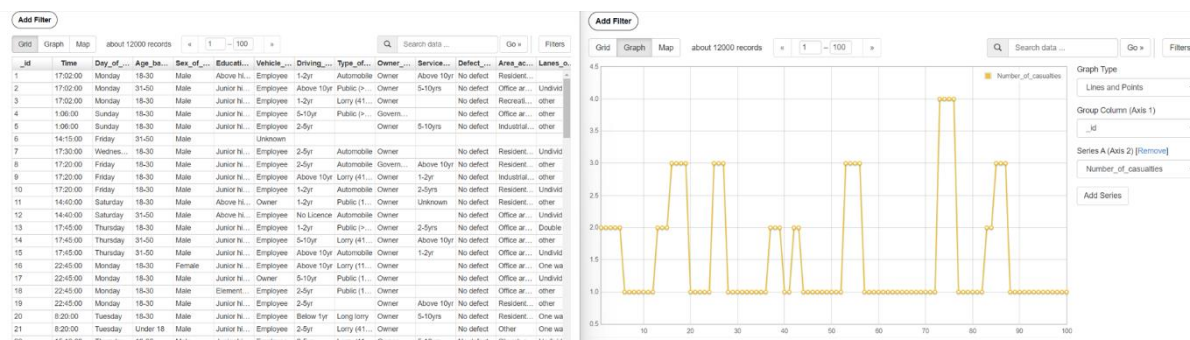 Add Filter
Grid Graph Map about 12000 records « 1 – 100 » Search data ... Go » Filters
_id Time Day_of_... Age_ba... Sex_of_... Educati... Vehicle_... Driving_... Type_of... Owner_... Service... Defect_... Area_ac... Lanes_o...
1 17:02:00 Monday 18-30 Male Above hi... Employee 1-2yr Automobile Owner Above 10yr No defect Resident...
2 17:02:00 Monday 31-50 Male Junior hi... Employee Above 10yr Public (>... Owner 5-10yrs No defect Office ar... Undivid
3 17:02:00 Monday 18-30 Male Junior hi... Employee 1-2yr Lorry (41... Owner No defect Recreati... other
4 1:06:00 Sunday 18-30 Male Junior hi... Employee 5-10yr Public (>... Govern... No defect Office ar... other
5 1:06:00 Sunday 18-30 Male Junior hi... Employee 2-5yr Owner 5-10yrs No defect Industrial... other
6 14:15:00 Friday 31-50 Male Unknown
7 17:30:00 Wednes... 18-30 Male Junior hi... Employee 2-5yr Automobile Owner No defect Resident... Undivid
8 17:20:00 Friday 18-30 Male Junior hi... Employee 2-5yr Automobile Govern... Above 10yr No defect Resident... other
9 17:20:00 Friday 18-30 Male Junior hi... Employee Above 10yr Lorry (41... Owner 1-2yr No defect Industrial... other
10 17:20:00 Friday 18-30 Male Junior hi... Employee 1-2yr Automobile Owner 2-5yrs No defect Resident... Undivid
11 14:40:00 Saturday 18-30 Male Above hi... Owner 1-2yr Public (1... Owner Unknown No defect Resident... other
12 14:40:00 Saturday 31-50 Male Above hi... Employee No Licence Automobile Owner No defect Office ar... Undivid
13 17:45:00 Thursday 18-30 Male Junior hi... Employee 1-2yr Public (>... Owner 2-5yrs No defect Office ar... Double
14 17:45:00 Thursday 31-50 Male Junior hi... Employee 5-10yr Lorry (41... Owner Above 10yr No defect Office ar... other
15 17:45:00 Thursday 31-50 Male Junior hi... Employee Above 10yr Automobile Owner 1-2yr No defect Office ar... Undivid
16 22:45:00 Monday 18-30 Female Junior hi... Employee Above 10yr Lorry (11... Owner No defect Office ar... One wa
17 22:45:00 Monday 18-30 Male Junior hi... Owner 5-10yr Public (1... Owner No defect Office ar... Undivid
18 22:45:00 Monday 18-30 Male Element... Employee 2-5yr Public (1... Owner No defect Office ar... other
19 22:45:00 Monday 18-30 Male Junior hi... Employee 2-5yr Owner Above 10yr No defect Resident... other
20 8:20:00 Tuesday 18-30 Male Junior hi... Employee Below 1yr Long lorry Owner 5-10yrs No defect Resident... One wa
21 8:20:00 Tuesday Under 18 Male Junior hi... Employee 2-5yr Lorry (41... Owner No defect Other One wa
Add Filter
Grid Graph Map about 12000 records « 1 – 100 » Search data ... Go » Filters
4.5
4.0
3.5
3.0
2.5
2.0
1.5
1.0
0.5
10 20 30 40 50 60 70 80 90 100
Number_of_casualties
Graph Type
Lines and Points
Group Column (Axis 1)
_id
Series A (Axis 2) [Remove]
Number_of_casualties
Add Series